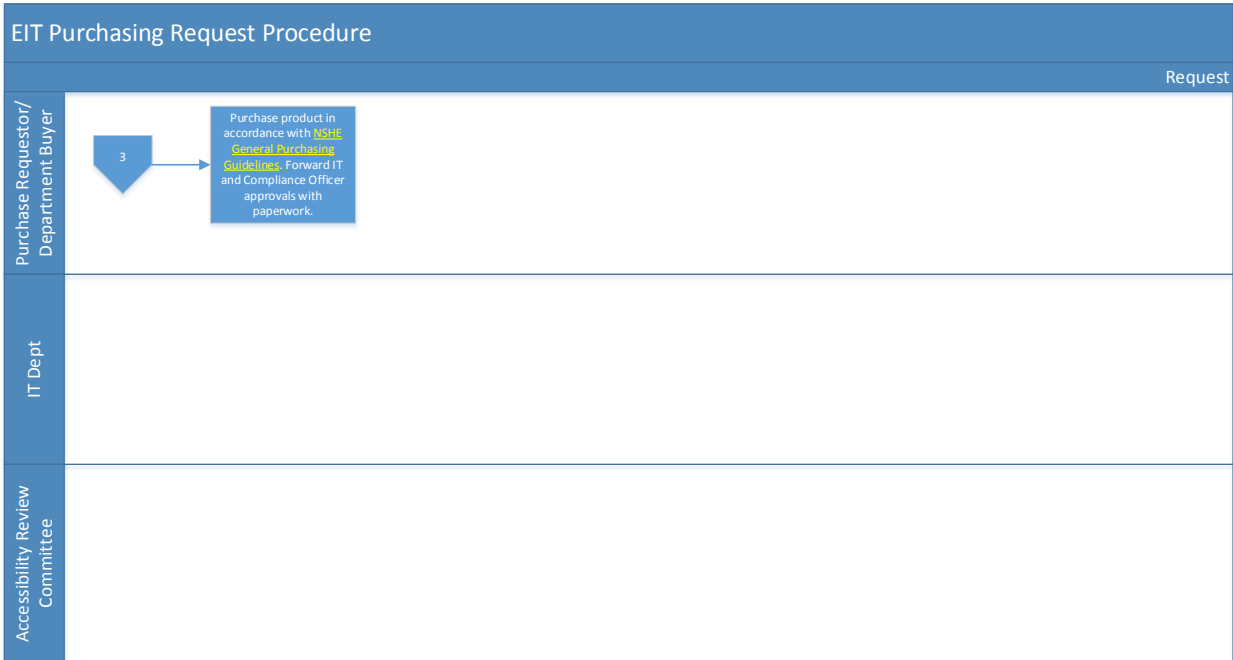 EIT Purchasing Request Procedure
Request
Purchase Requestor/
Department Buyer
3
Purchase product in
accordance with NSHE
General Purchasing
Guidelines. Forward IT
and Compliance Officer
approvals with
paperwork.
IT Dept
Accessibility Review
Committee